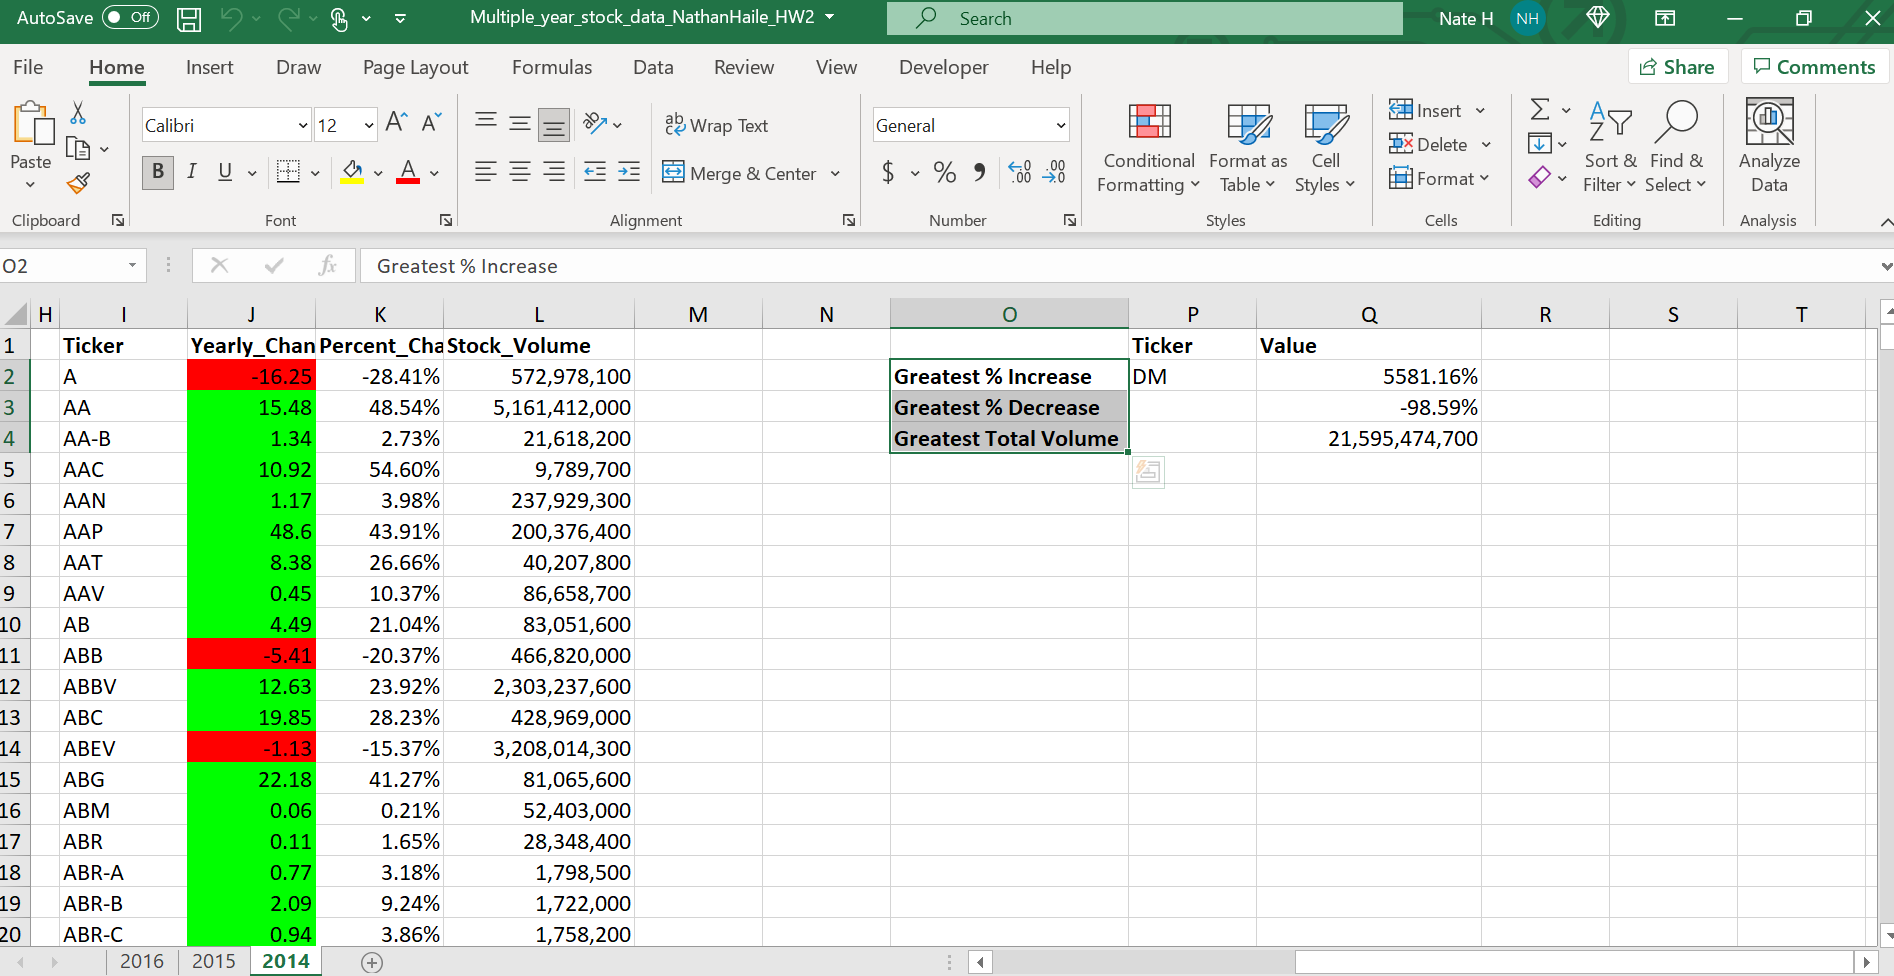 AutoSave Off Multiple_year_stock_data_NathanHaile_HW2 Search Nate H NH
File Home Insert Draw Page Layout Formulas Data Review View Developer Help Share Comments
Calibri 12 ab Wrap Text General Insert
Paste B I U A Merge & Center $ % Conditional Formatting Format as Table Cell Styles Delete Sort & Filter Find & Select Analyze Data
Format
Clipboard Font Alignment Number Styles Cells Editing Analysis
O2 fx Greatest % Increase
H I J K L M N O P Q R S T
1 Ticker Yearly_Chan Percent_Cha Stock_Volume Ticker Value
2 A -16.25 -28.41% 572,978,100 Greatest % Increase DM 5581.16%
3 AA 15.48 48.54% 5,161,412,000 Greatest % Decrease -98.59%
4 AA-B 1.34 2.73% 21,618,200 Greatest Total Volume 21,595,474,700
5 AAC 10.92 54.60% 9,789,700
6 AAN 1.17 3.98% 237,929,300
7 AAP 48.6 43.91% 200,376,400
8 AAT 8.38 26.66% 40,207,800
9 AAV 0.45 10.37% 86,658,700
10 AB 4.49 21.04% 83,051,600
11 ABB -5.41 -20.37% 466,820,000
12 ABBV 12.63 23.92% 2,303,237,600
13 ABC 19.85 28.23% 428,969,000
14 ABEV -1.13 -15.37% 3,208,014,300
15 ABG 22.18 41.27% 81,065,600
16 ABM 0.06 0.21% 52,403,000
17 ABR 0.11 1.65% 28,348,400
18 ABR-A 0.77 3.18% 1,798,500
19 ABR-B 2.09 9.24% 1,722,000
20 ABR-C 0.94 3.86% 1,758,200
2016 2015 2014